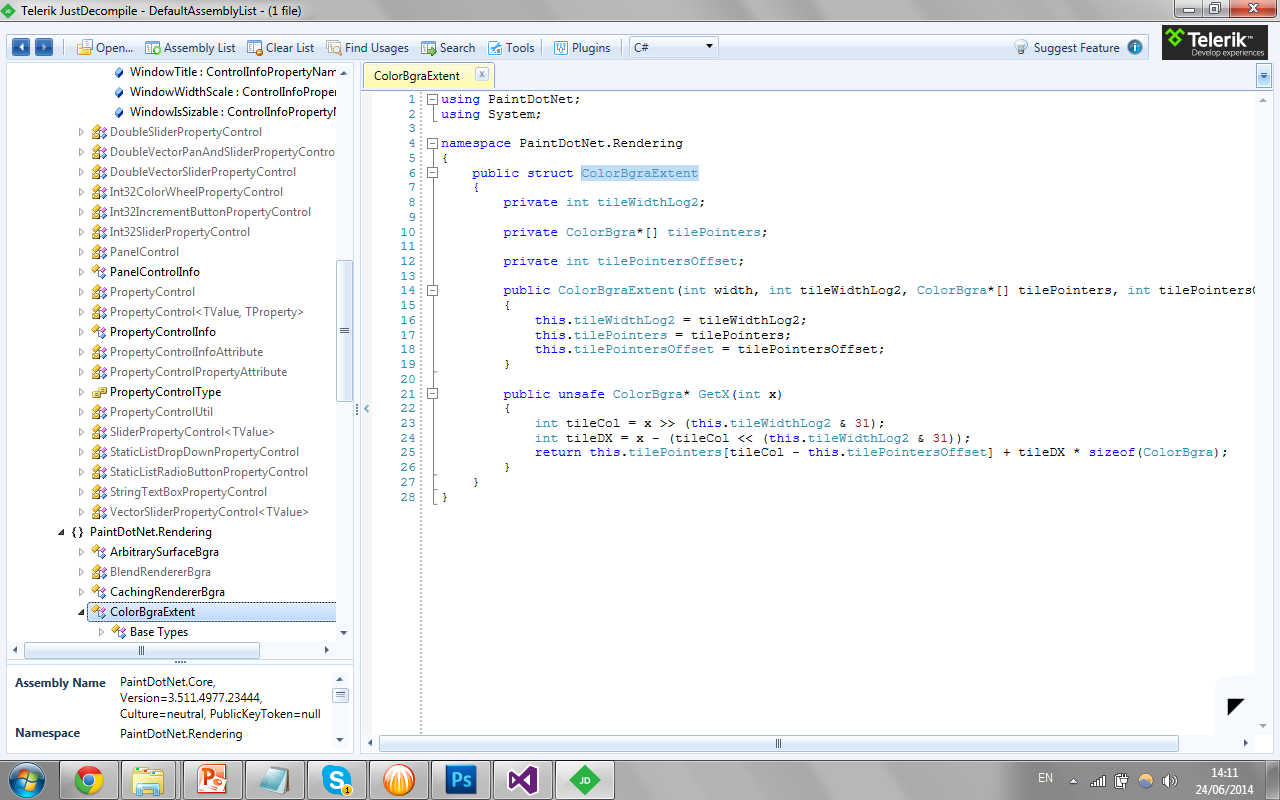 Telerik JustDecompile - DefaultAssemblyList - (1 file)
Open... Assembly List Clear List Find Usages Search Tools Plugins C# Suggest Feature
Telerik™
Develop experiences
WindowTitle : ControlInfoPropertyNam
WindowWidthScale : ControlInfoProper
WindowIsSizable : ControlInfoPropertyN
DoubleSliderPropertyControl
DoubleVectorPanAndSliderPropertyContro
DoubleVectorSliderPropertyControl
Int32ColorWheelPropertyControl
Int32IncrementButtonPropertyControl
Int32SliderPropertyControl
PanelControl
PanelControlInfo
PropertyControl
PropertyControl<TValue, TProperty>
PropertyControlInfo
PropertyControlInfoAttribute
PropertyControlPropertyAttribute
PropertyControlType
PropertyControlUtil
SliderPropertyControl<TValue>
StaticListDropDownPropertyControl
StaticListRadioButtonPropertyControl
StringTextBoxPropertyControl
VectorSliderPropertyControl<TValue>
{} PaintDotNet.Rendering
ArbitrarySurfaceBgra
BlendRendererBgra
CachingRendererBgra
ColorBgraExtent
Base Types
Assembly Name PaintDotNet.Core,
Version=3.511.4977.23444,
Culture=neutral, PublicKeyToken=null
Namespace PaintDotNet.Rendering
ColorBgraExtent
1 using PaintDotNet;
2 using System;
3
4 namespace PaintDotNet.Rendering
5 {
6 public struct ColorBgraExtent
7 {
8 private int tileWidthLog2;
9
10 private ColorBgra*[] tilePointers;
11
12 private int tilePointersOffset;
13
14 public ColorBgraExtent(int width, int tileWidthLog2, ColorBgra*[] tilePointers, int tilePointersO
15 {
16 this.tileWidthLog2 = tileWidthLog2;
17 this.tilePointers = tilePointers;
18 this.tilePointersOffset = tilePointersOffset;
19 }
20
21 public unsafe ColorBgra* GetX(int x)
22 {
23 int tileCol = x >> (this.tileWidthLog2 & 31);
24 int tileDX = x - (tileCol << (this.tileWidthLog2 & 31));
25 return this.tilePointers[tileCol - this.tilePointersOffset] + tileDX * sizeof(ColorBgra);
26 }
27 }
28 }
JD
Ps
1
JD
EN
14:11
24/06/2014